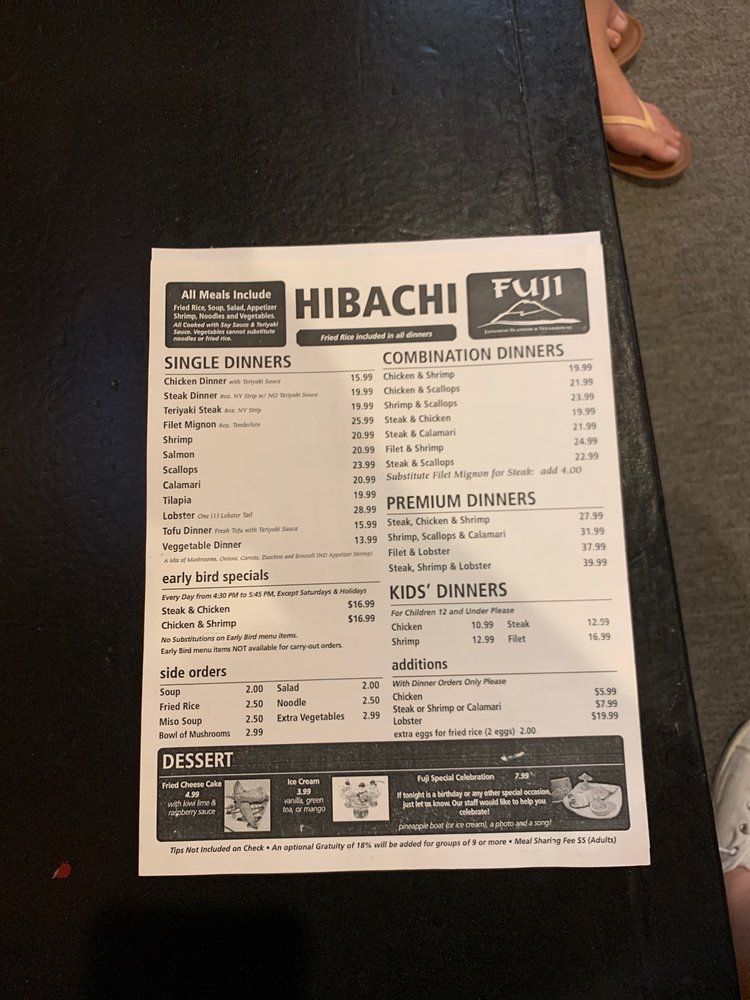 All Meals Include
Fried Rice, Soup, Salad, Appetizer
Shrimp, Noodles and Vegetables.
All Cooked with Soy Sauce & Teriyaki
Sauce. Vegetables cannot substitute
noodles or fried rice.
HIBACHI
Fried Rice included in all dinners
FUJI
JAPANESE SEAFOOD & STEAKHOUSE
SINGLE DINNERS
Chicken Dinner with Teriyaki Sauce 15.99
Steak Dinner 8oz. NY Strip w/ NO Teriyaki Sauce 19.99
Teriyaki Steak 8oz. NY Strip 19.99
Filet Mignon 8oz. Tenderloin 25.99
Shrimp 20.99
Salmon 20.99
Scallops 23.99
Calamari 20.99
Tilapia 19.99
Lobster One (1) Lobster Tail 28.99
Tofu Dinner Fresh Tofu with Teriyaki Sauce 15.99
Veggetable Dinner 13.99
A Mix of Mushrooms, Onions, Carrots, Zucchini and Broccoli (NO Appetizer Shrimp)
early bird specials
Every Day from 4:30 PM to 5:45 PM, Except Saturdays & Holidays
Steak & Chicken $16.99
Chicken & Shrimp $16.99
No Substitutions on Early Bird menu items.
Early Bird menu items NOT available for carry-out orders.
side orders
Soup 2.00 Salad 2.00
Fried Rice 2.50 Noodle 2.50
Miso Soup 2.50 Extra Vegetables 2.99
Bowl of Mushrooms 2.99
COMBINATION DINNERS
Chicken & Shrimp 19.99
Chicken & Scallops 21.99
Shrimp & Scallops 23.99
Steak & Chicken 19.99
Steak & Calamari 21.99
Filet & Shrimp 24.99
Steak & Scallops 22.99
Substitute Filet Mignon for Steak: add 4.00
PREMIUM DINNERS
Steak, Chicken & Shrimp 27.99
Shrimp, Scallops & Calamari 31.99
Filet & Lobster 37.99
Steak, Shrimp & Lobster 39.99
KIDS' DINNERS
For Children 12 and Under Please
Chicken 10.99 Steak 12.99
Shrimp 12.99 Filet 16.99
additions
With Dinner Orders Only Please
Chicken $5.99
Steak or Shrimp or Calamari $7.99
Lobster $19.99
extra eggs for fried rice (2 eggs) 2.00
DESSERT
Fried Cheese Cake
4.99
with kiwi lime &
raspberry sauce
Ice Cream
3.99
vanilla, green
tea, or mango
Fuji Special Celebration 7.99
If tonight is a birthday or any other special occasion,
just let us know. Our staff would like to help you
celebrate!
pineapple boat (or ice cream), a photo and a song!
Tips Not Included on Check • An optional Gratuity of 18% will be added for groups of 9 or more • Meal Sharing Fee $5 (Adults)